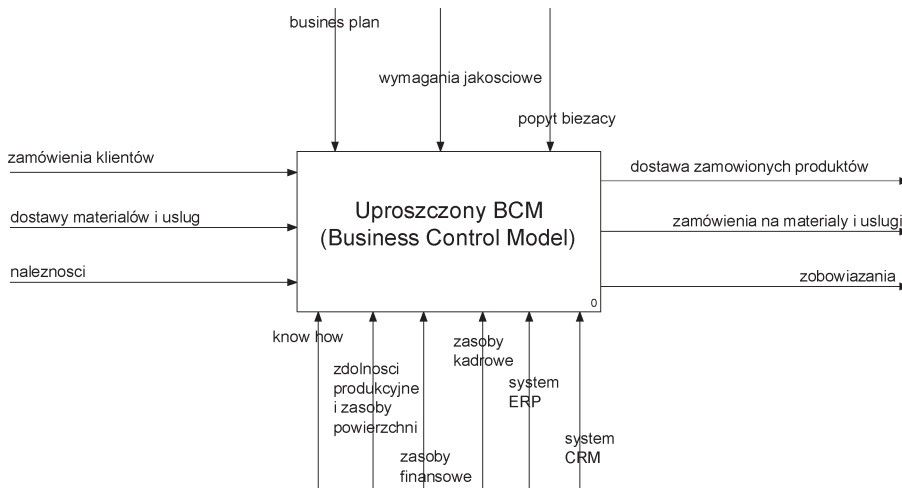 busines plan
wymagania jakosciowe
popyt biezacy
zamówienia klientów
dostawy materialów i uslug
naleznosci
Uproszczony BCM
(Business Control Model)
0
dostawa zamowionych produktów
zamówienia na materialy i uslugi
zobowiazania
know how
zdolnosci
produkcyjne
i zasoby
powierzchni
zasoby
finansowe
zasoby
kadrowe
system
ERP
system
CRM